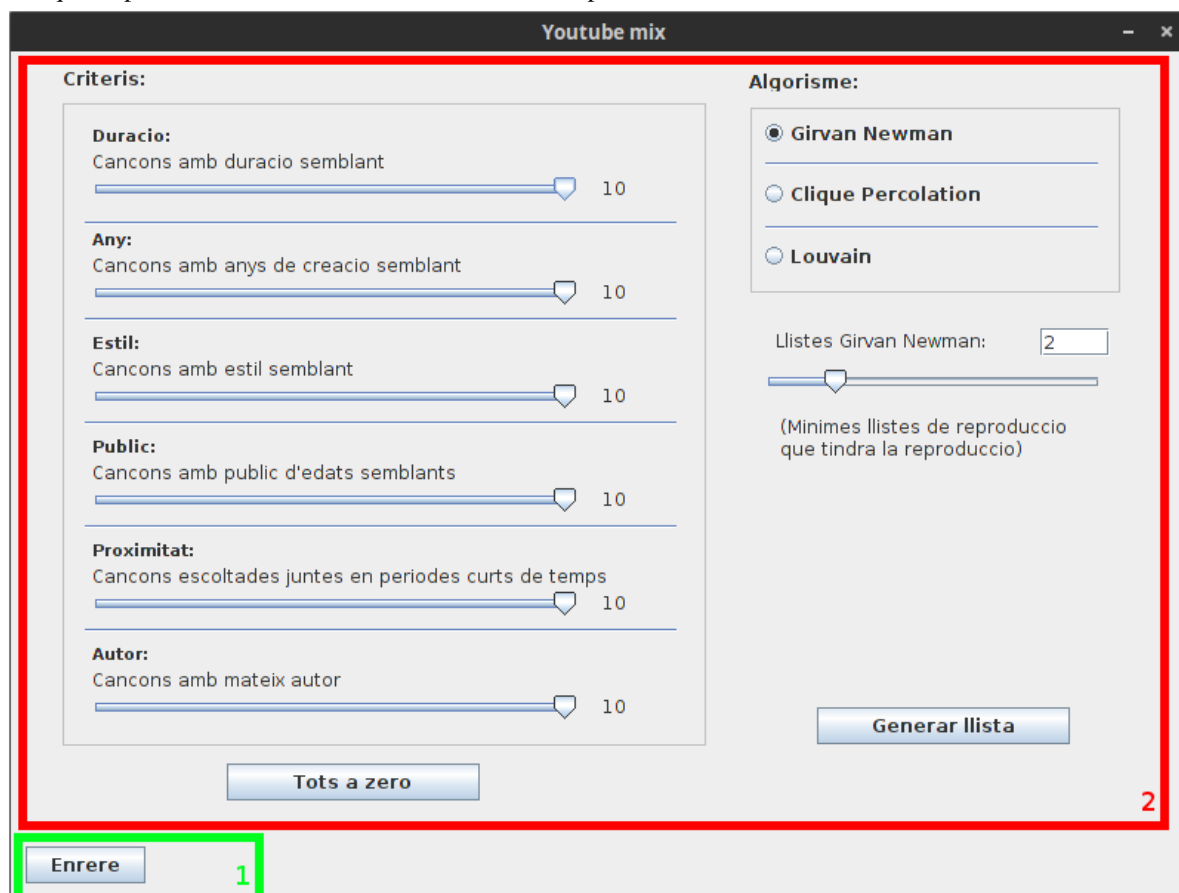 Youtube mix
Criteris:
Duracio:
Cancons amb duracio semblant
10
Any:
Cancons amb anys de creacio semblant
10
Estil:
Cancons amb estil semblant
10
Public:
Cancons amb public d'edats semblants
10
Proximitat:
Cancons escoltades juntes en periodes curts de temps
10
Autor:
Cancons amb mateix autor
10
Tots a zero
Algorisme:
Girvan Newman
Clique Percolation
Louvain
Llistes Girvan Newman: 2
(Minimes llistes de reproduccio
que tindra la reproduccio)
Generar llista
2
Enrere
1